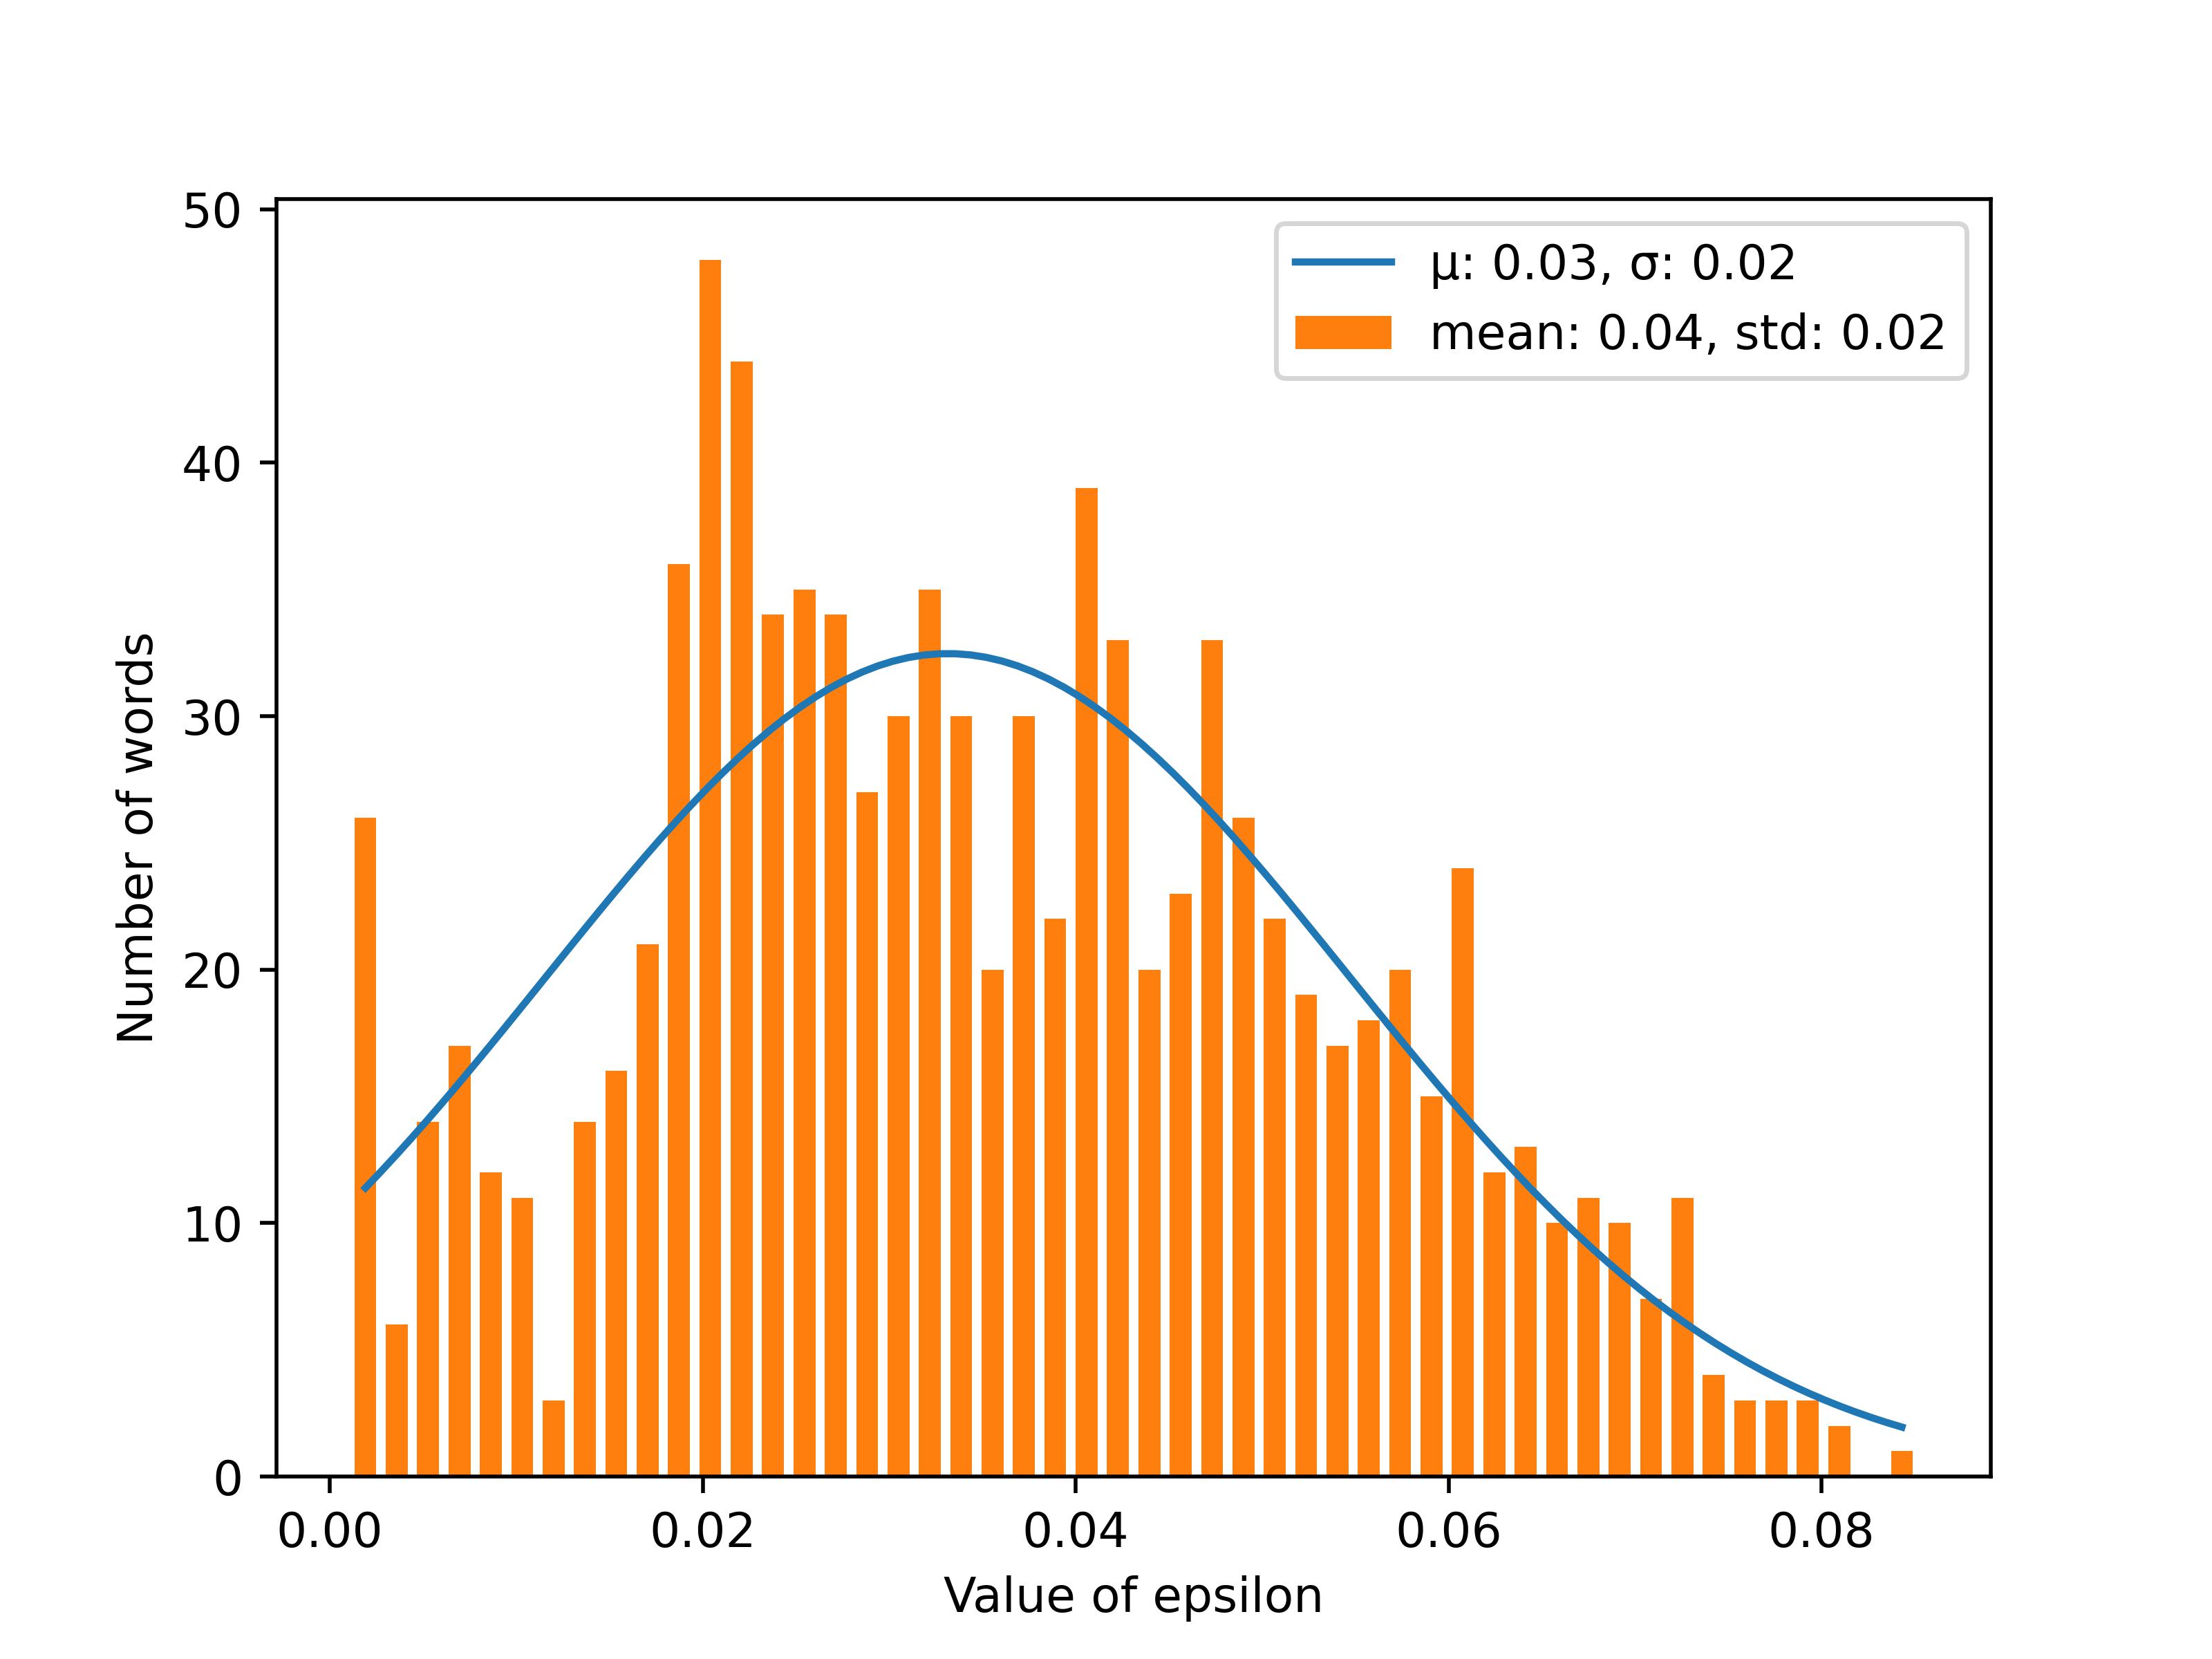 50
40
30
20
10
0
Number of words
μ: 0.03, σ: 0.02
mean: 0.04, std: 0.02
0.00 0.02 0.04 0.06 0.08
Value of epsilon